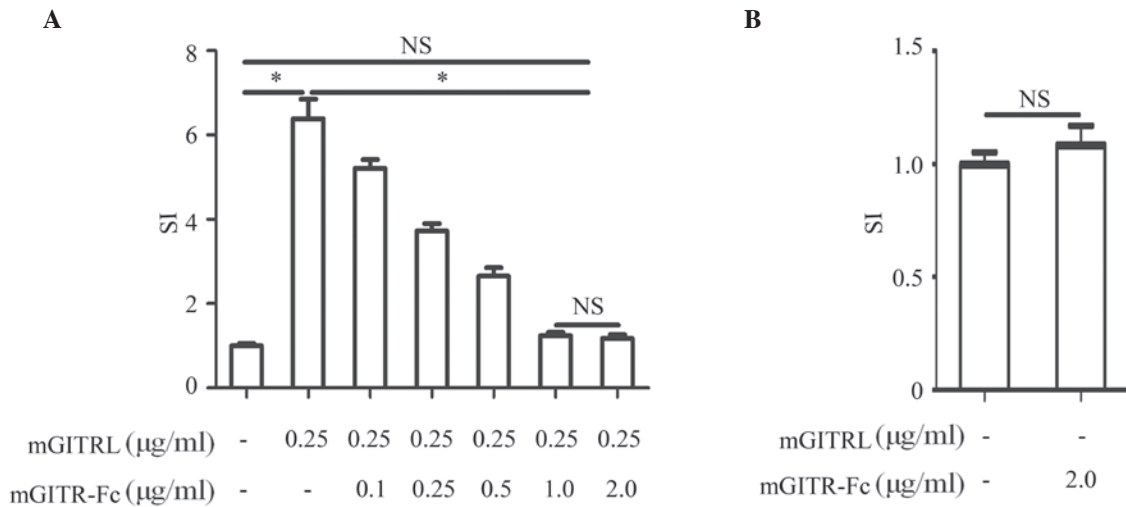 A
B
NS
* *
8
6
4
2
0
SI
NS
mGITRL (μg/ml) - 0.25 0.25 0.25 0.25 0.25 0.25
mGITR-Fc (μg/ml) - - 0.1 0.25 0.5 1.0 2.0
1.5
1.0
0.5
0
SI
NS
mGITRL (μg/ml) - -
mGITR-Fc (μg/ml) - 2.0